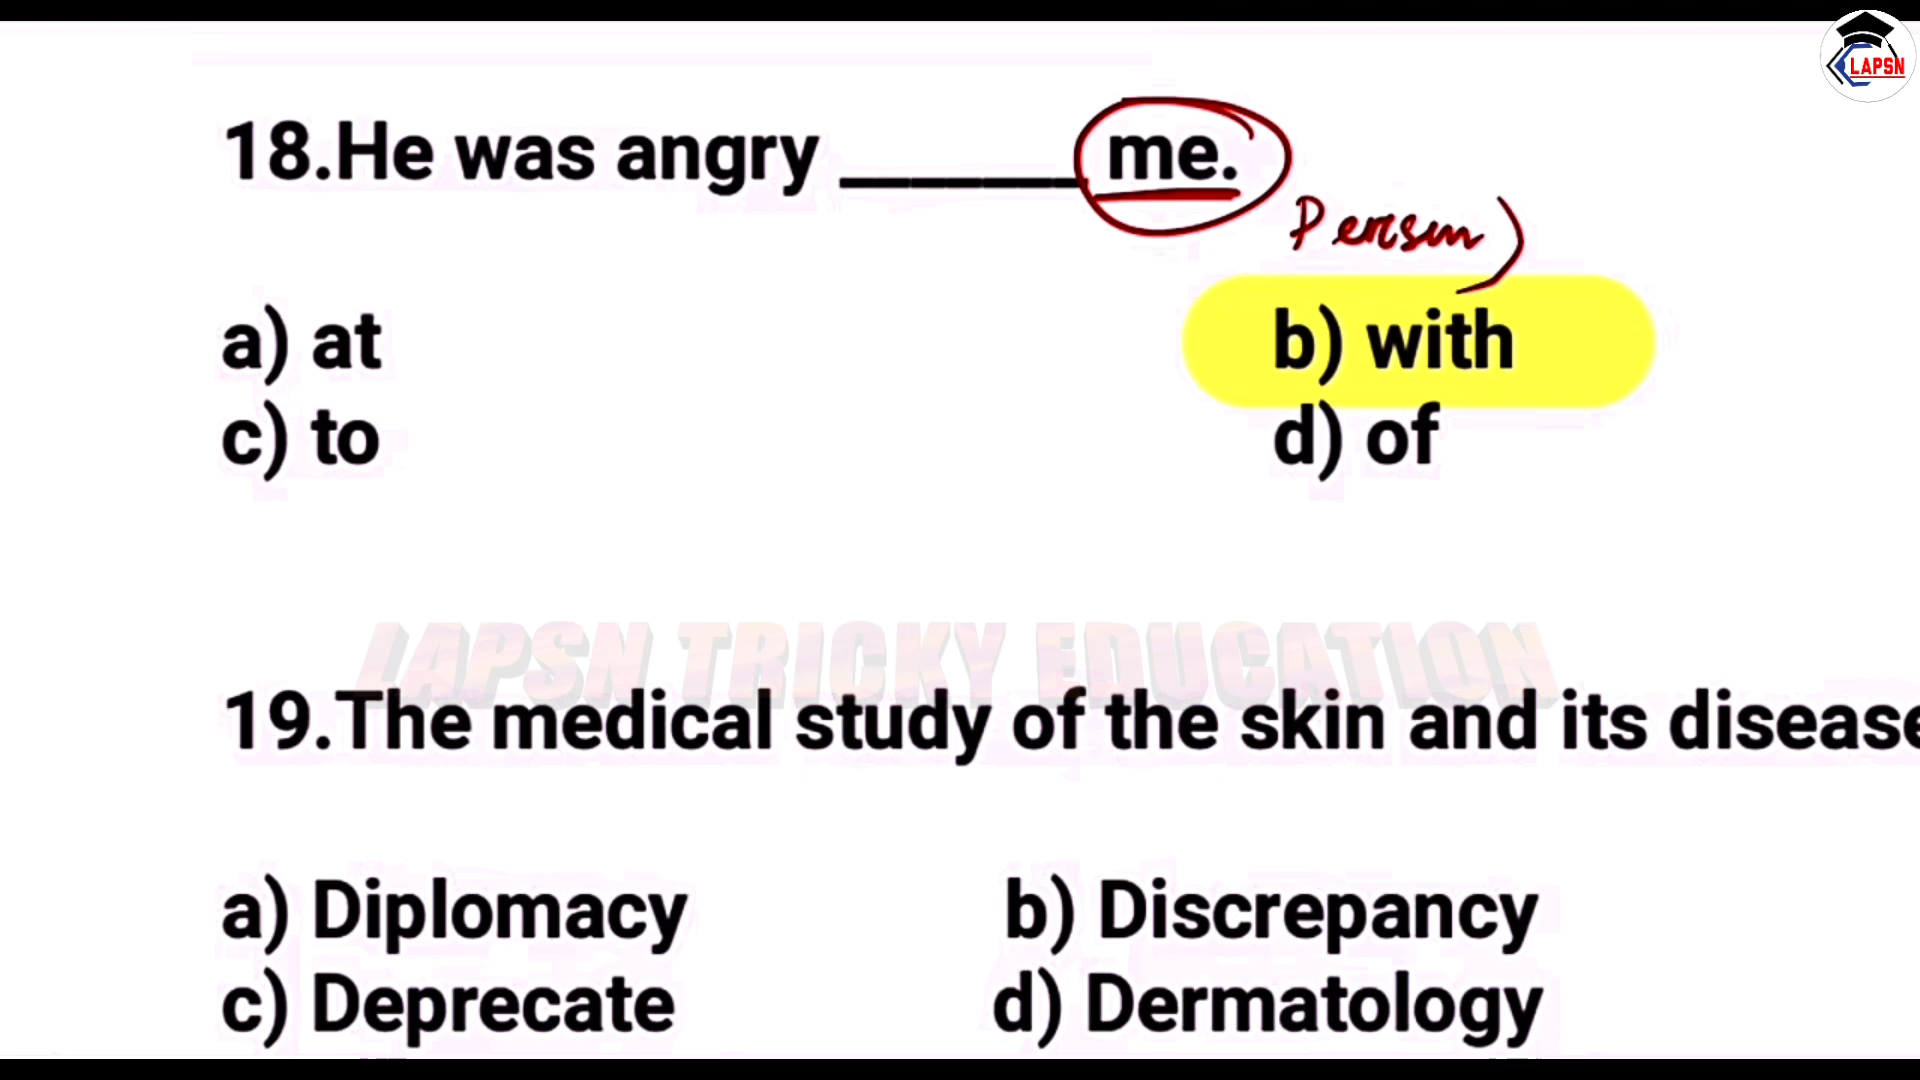 LAPSN
18.He was angry ______ me.
Person
a) at b) with
c) to d) of
LAPSN TRICKY EDUCATION
19.The medical study of the skin and its disease
a) Diplomacy b) Discrepancy
c) Deprecate d) Dermatology